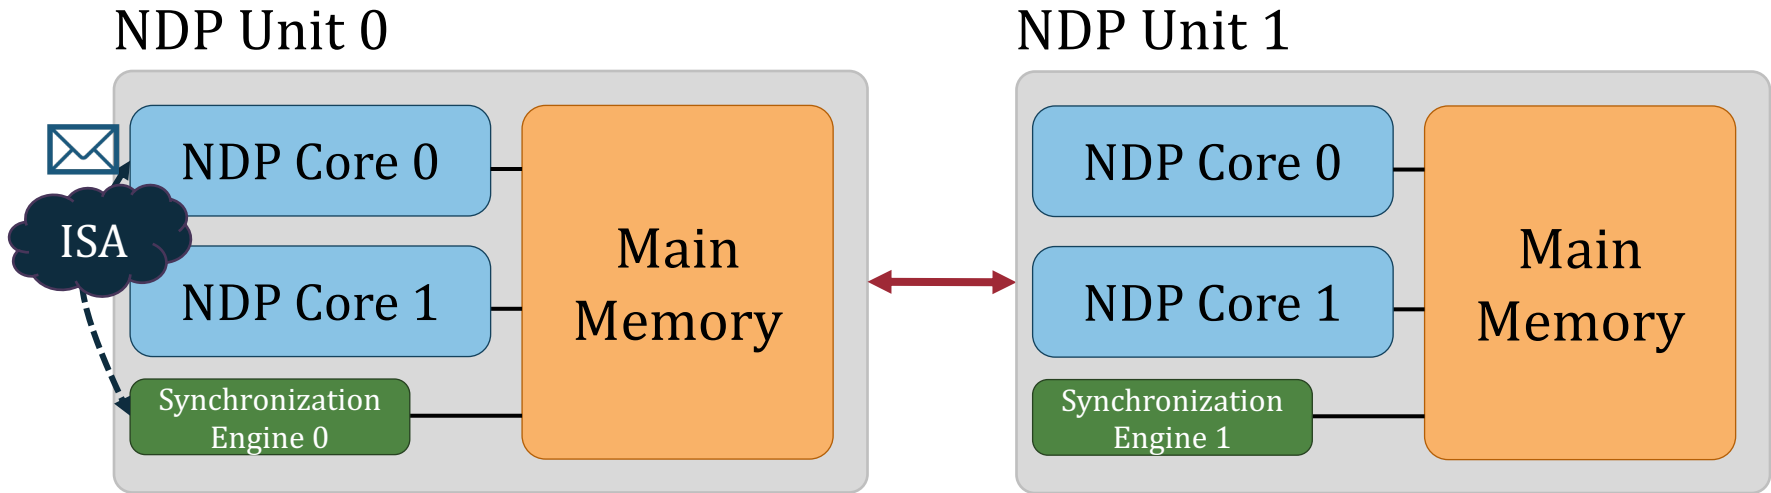 NDP Unit 0
NDP Core 0
ISA
NDP Core 1
Synchronization
Engine 0
Main
Memory
NDP Unit 1
NDP Core 0
NDP Core 1
Synchronization
Engine 1
Main
Memory